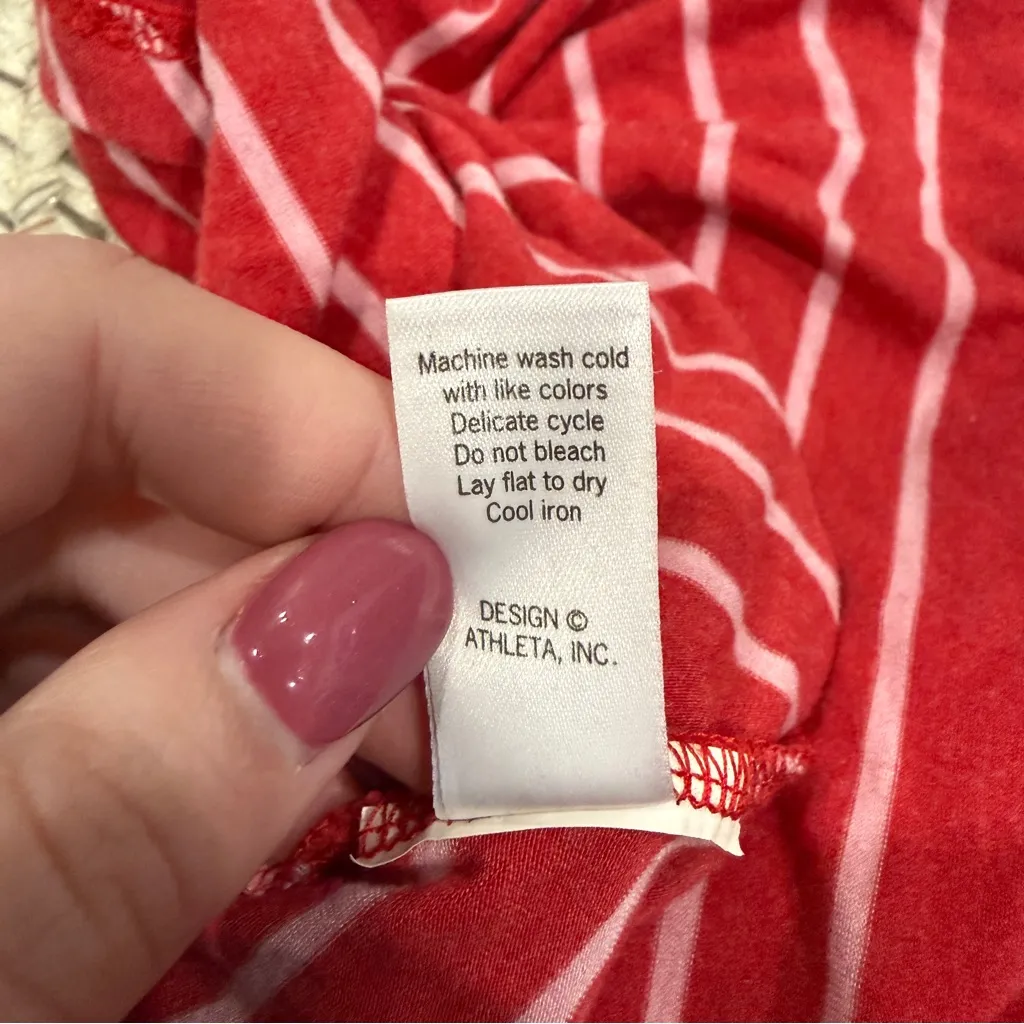 Machine wash cold
with like colors
Delicate cycle
Do not bleach
Lay flat to dry
Cool iron
DESIGN ©
ATHLETA, INC.